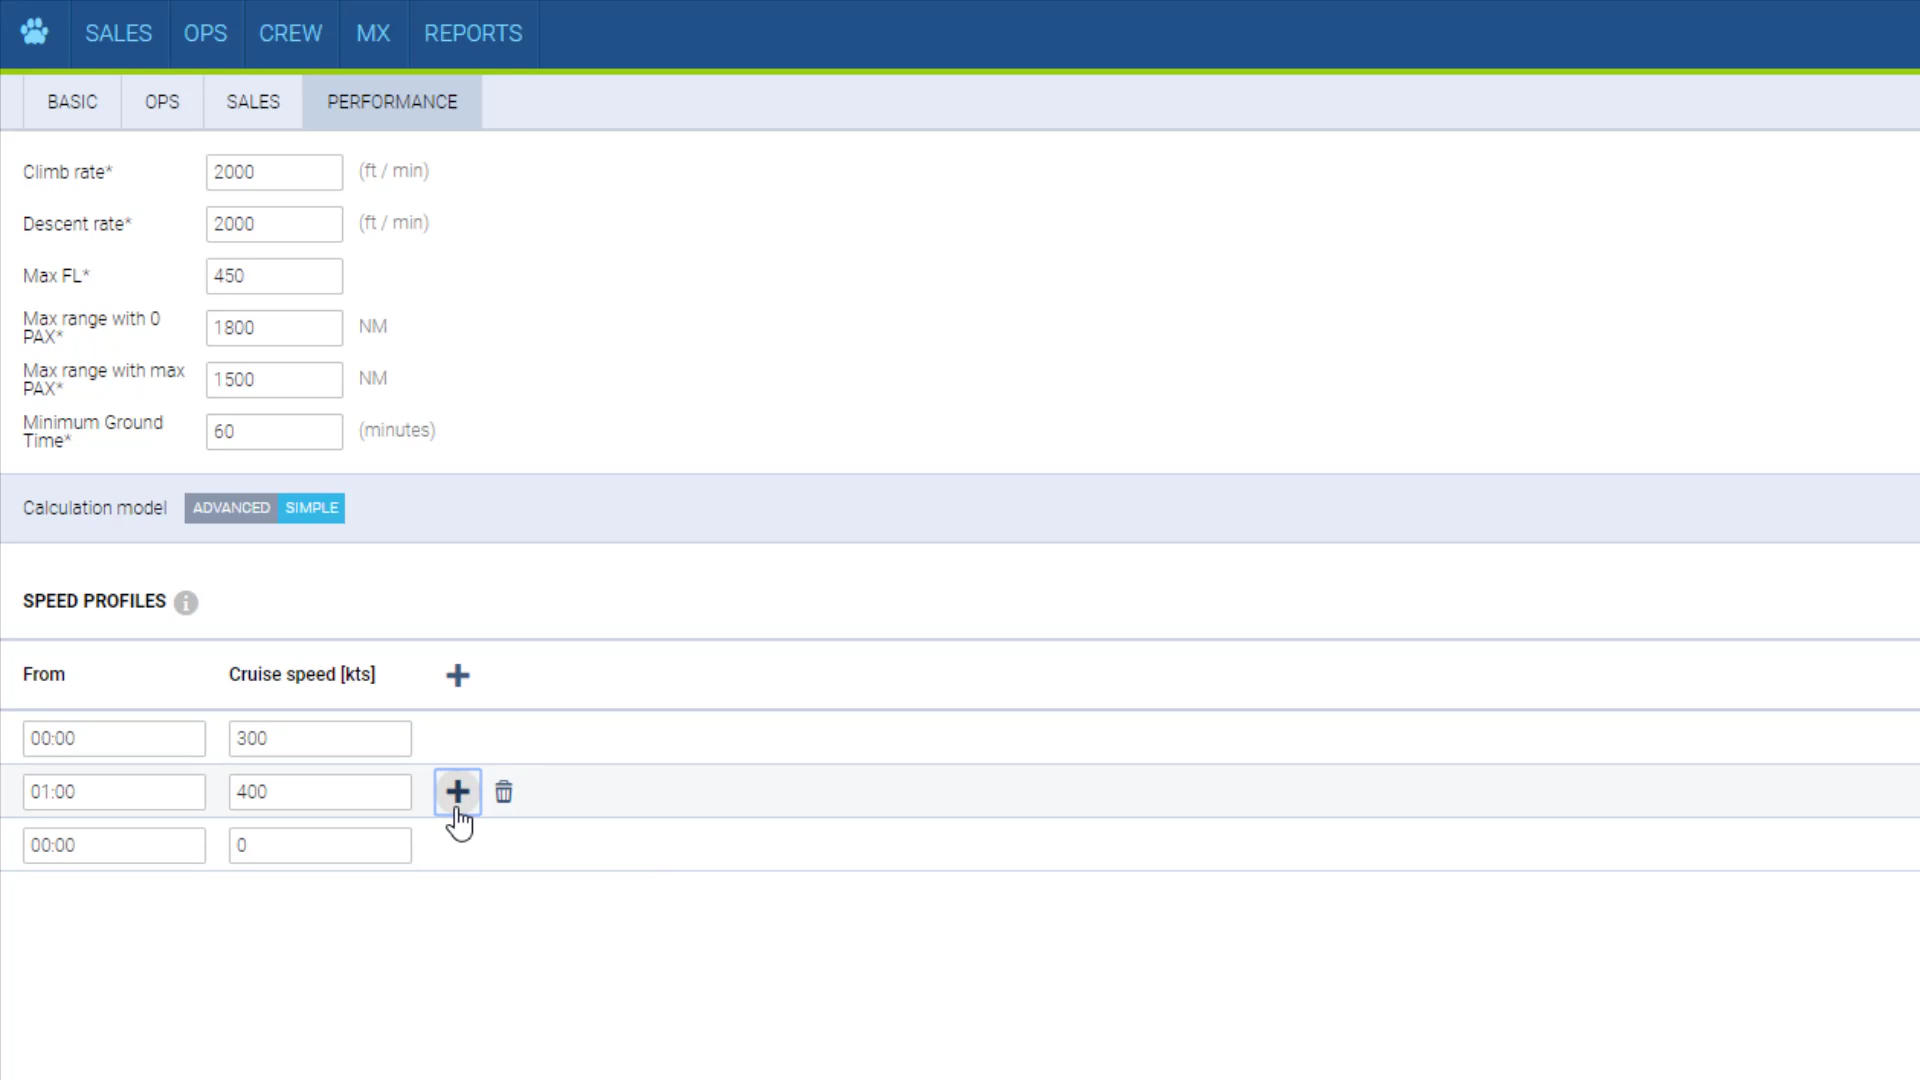 SALES OPS CREW MX REPORTS
BASIC OPS SALES PERFORMANCE
Climb rate* 2000 (ft / min)
Descent rate* 2000 (ft / min)
Max FL* 450
Max range with 0
PAX* 1800 NM
Max range with max
PAX* 1500 NM
Minimum Ground
Time* 60 (minutes)
Calculation model ADVANCED SIMPLE
SPEED PROFILES i
From Cruise speed [kts]
00:00 300
01:00 400
00:00 0